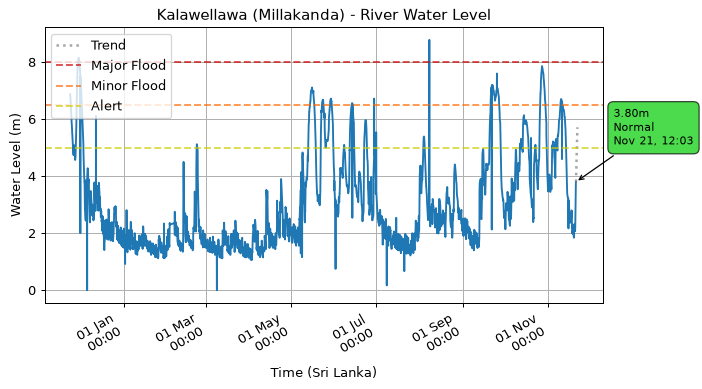 Kalawellawa (Millakanda) - River Water Level
Trend
Major Flood
Minor Flood
Alert
3.80m
Normal
Nov 21, 12:03
Water Level (m)
8
6
4
2
0
01 Jan
00:00
01 Mar
00:00
01 May
00:00
01 Jul
00:00
01 Sep
00:00
01 Nov
00:00
Time (Sri Lanka)